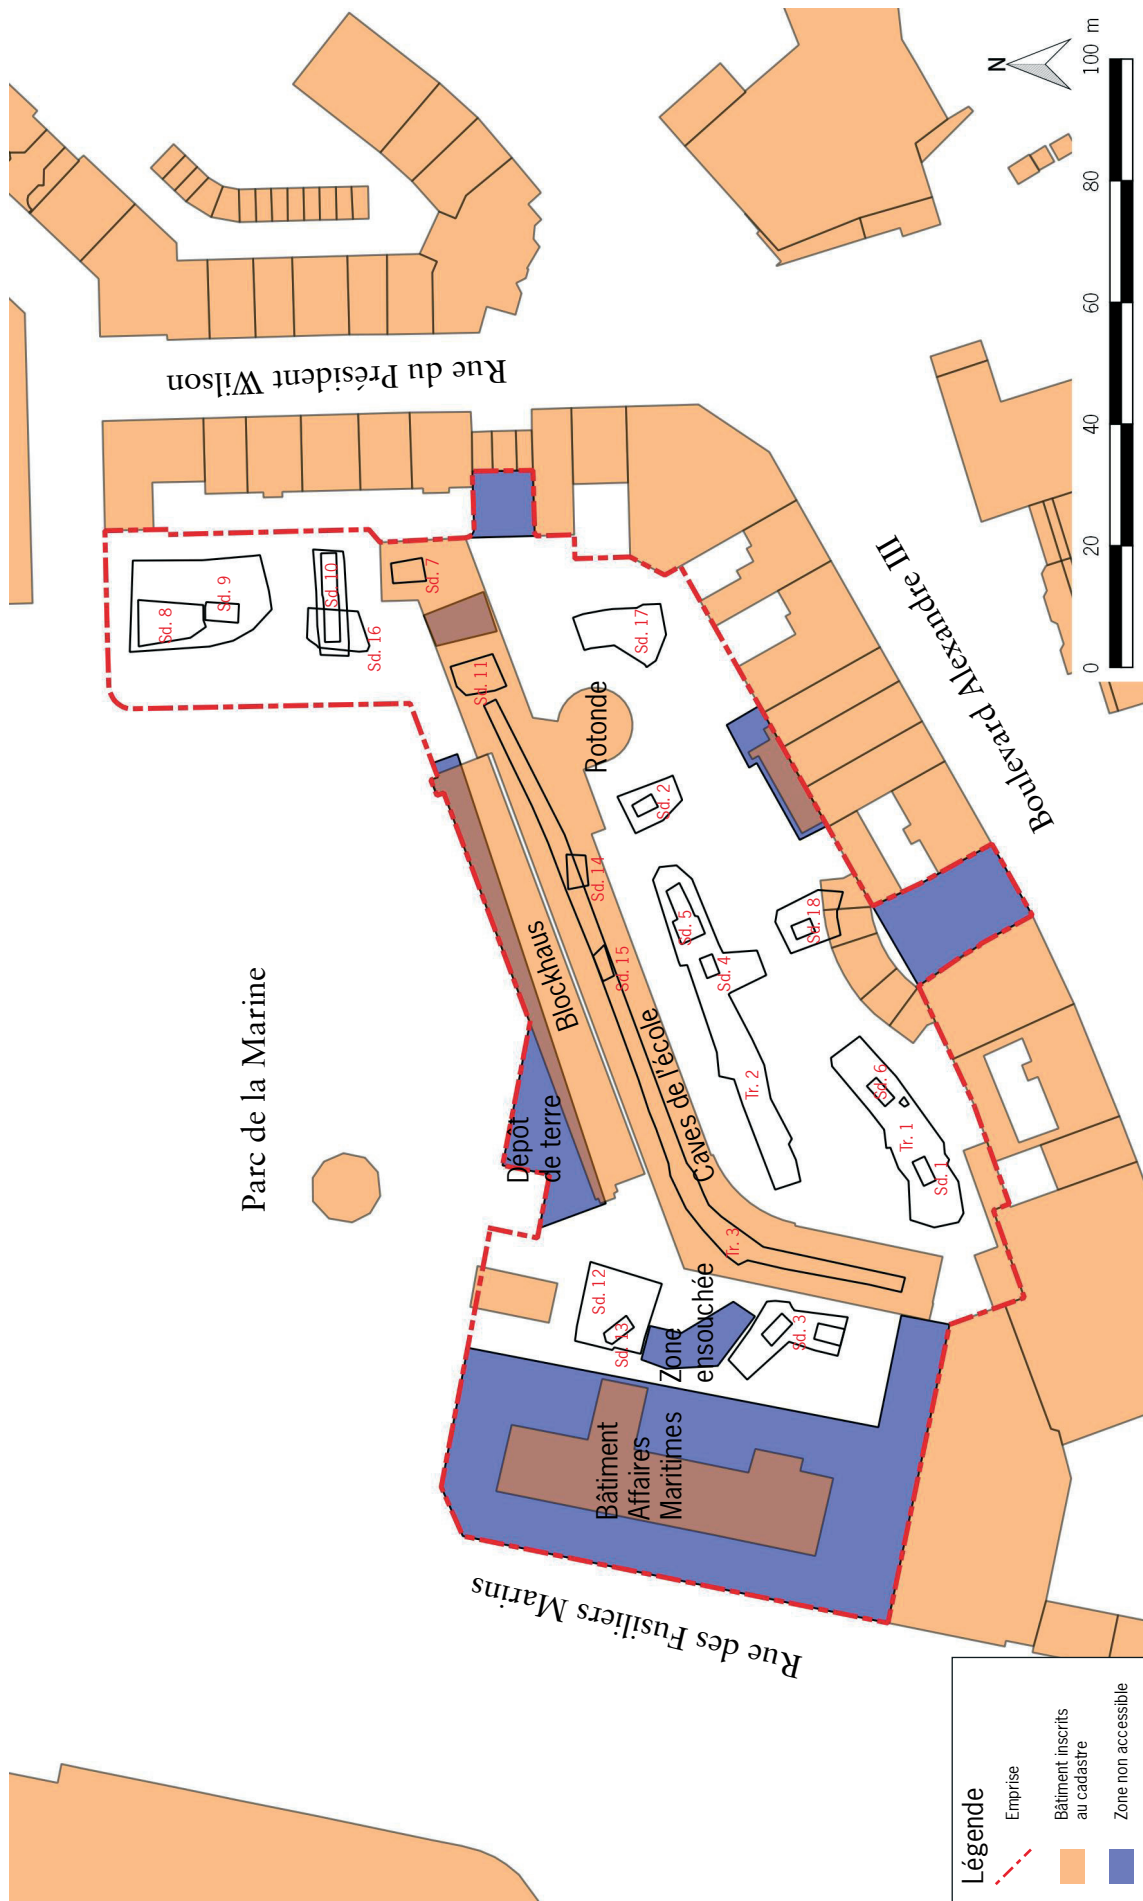 Parc de la Marine
Rue du Président Wilson
Rue des Fusiliers Marins
Boulevard Alexandre III
Bâtiment
Affaires
Maritimes
Zone
ensouchée
Dépôt
de terre
Blockhaus
Caves de l'école
Rotonde
Sd. 8
Sd. 9
Sd. 10
Sd. 16
Sd. 7
Sd. 11
Sd. 17
Sd. 2
Sd. 14
Sd. 15
Sd. 5
Sd. 4
Sd. 18
Tr. 2
Sd. 6
Tr. 1
Sd. 1
Tr. 3
Sd. 12
Sd. 13
Sd. 3
N
0
20
40
60
80
100 m
Légende
Emprise
Bâtiment inscrits
au cadastre
Zone non accessible